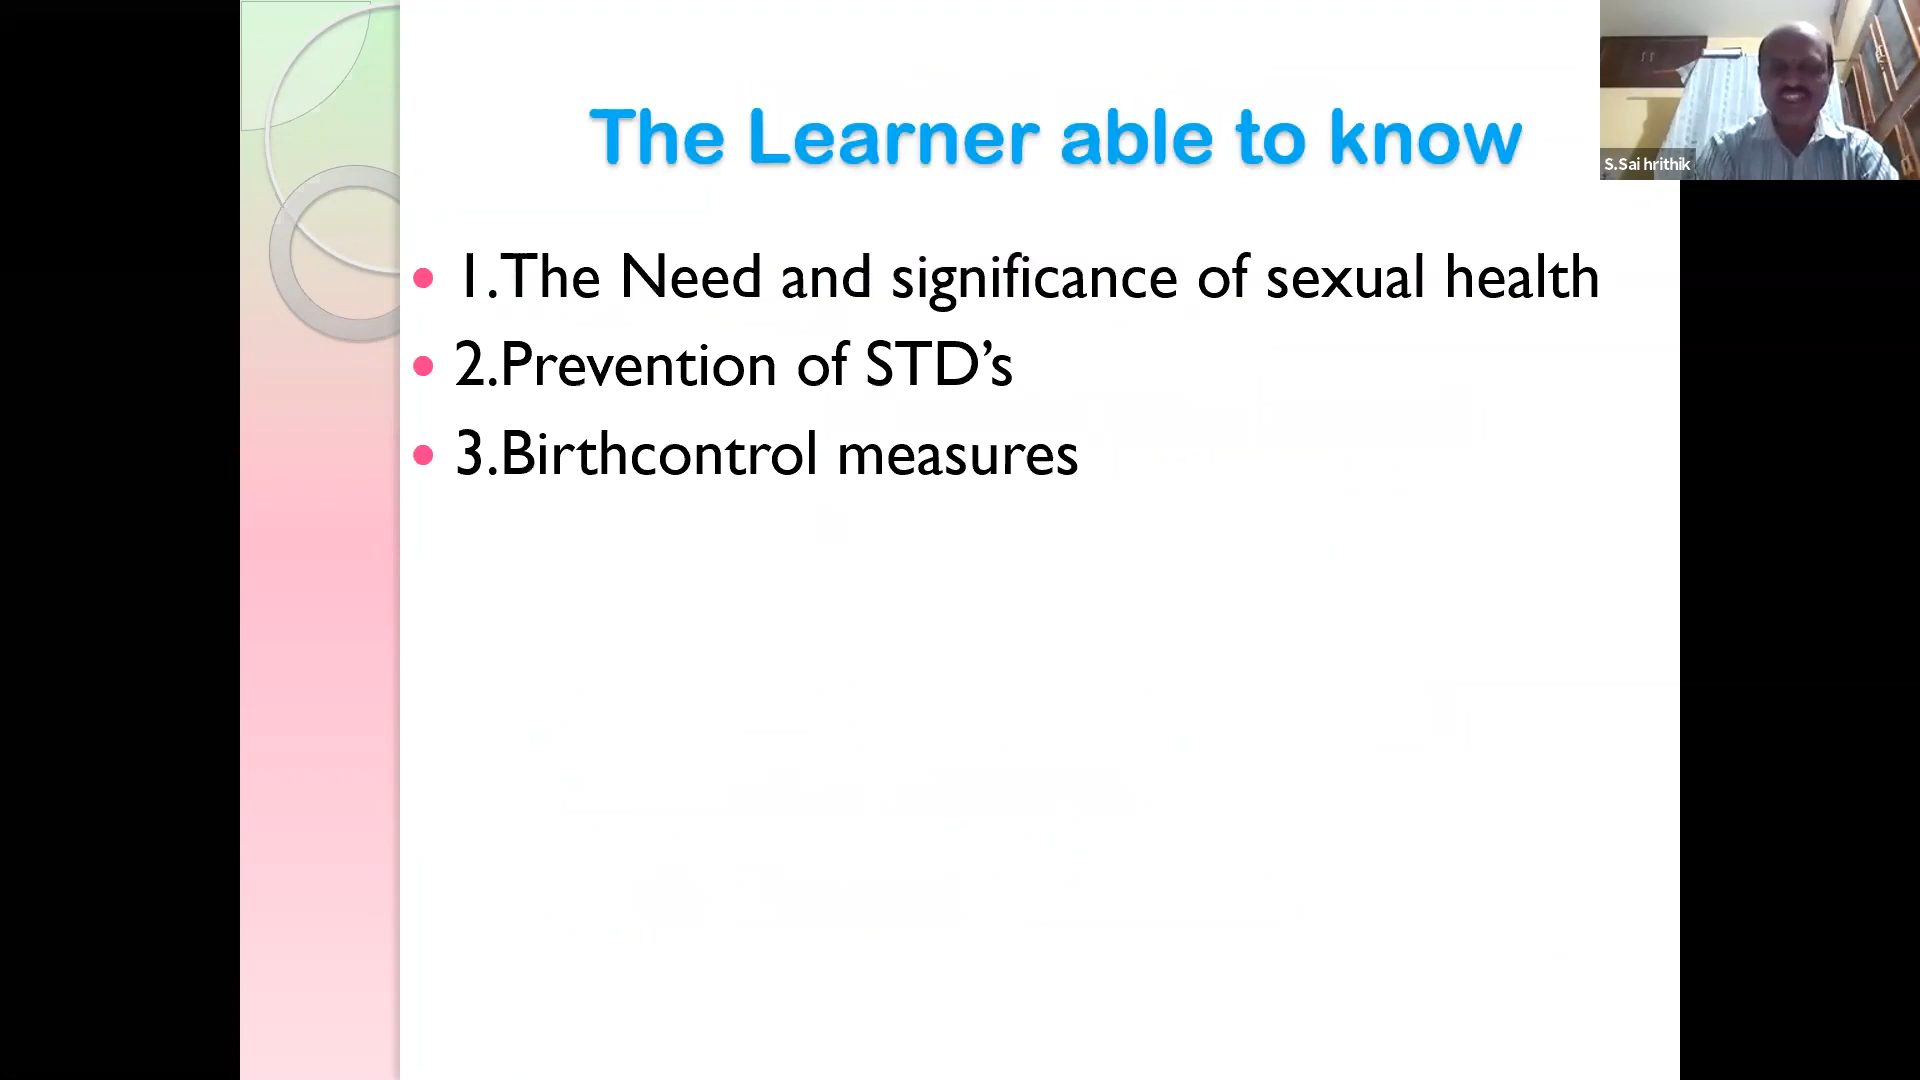 The Learner able to know
S.Sai hrithik
• 1.The Need and significance of sexual health
• 2.Prevention of STD’s
• 3.Birthcontrol measures